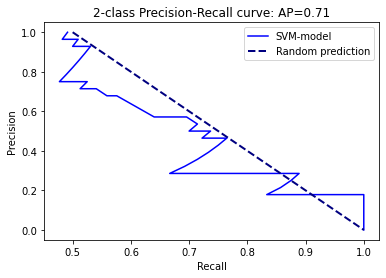 2-class Precision-Recall curve: AP=0.71
SVM-model
Random prediction
Precision
1.0
0.8
0.6
0.4
0.2
0.0
0.5 0.6 0.7 0.8 0.9 1.0
Recall